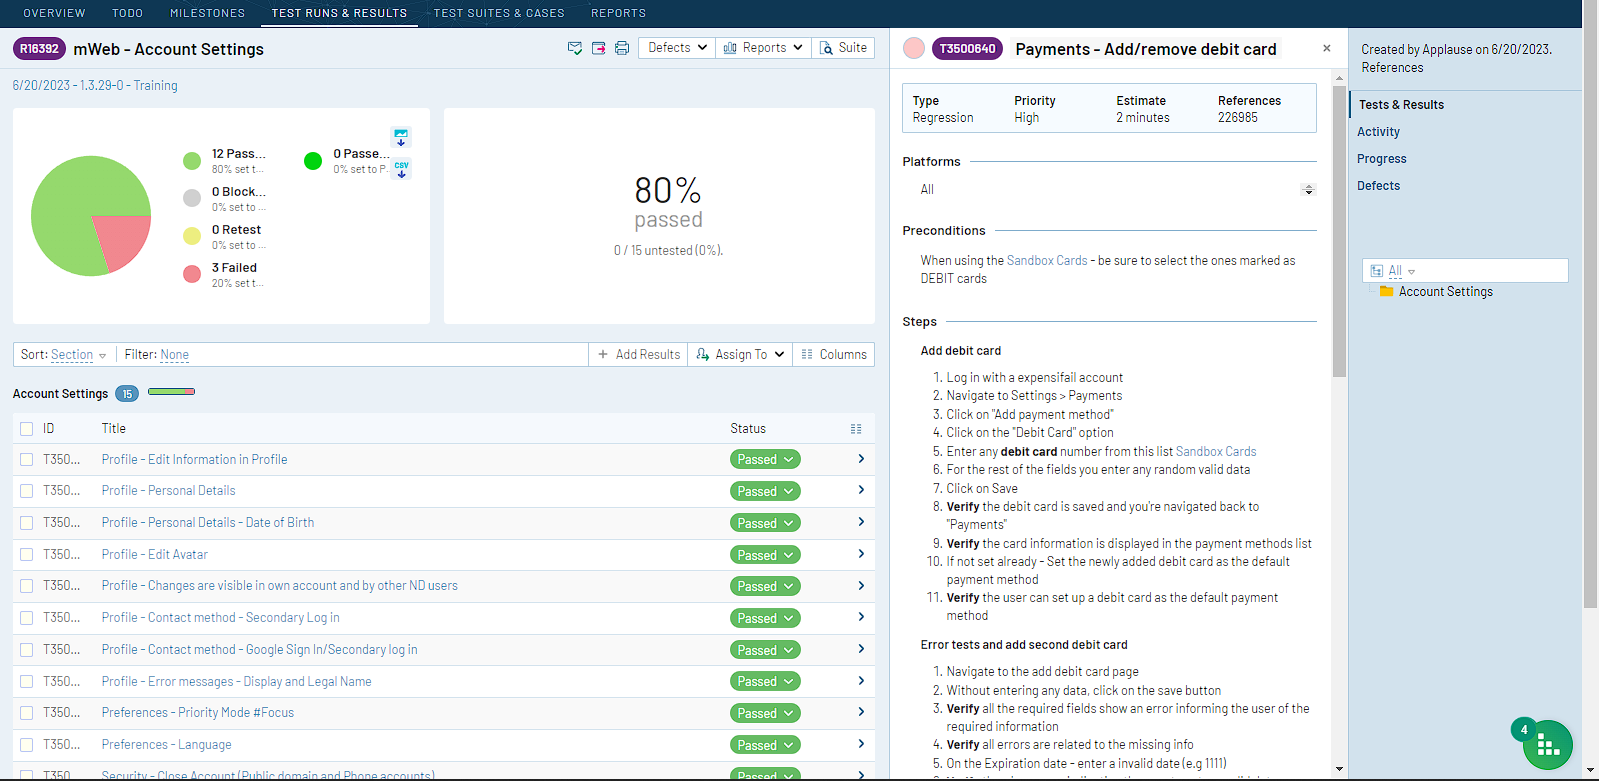 OVERVIEW TODO MILESTONES TEST RUNS & RESULTS TEST SUITES & CASES REPORTS
R16392 mWeb - Account Settings
Defects Reports Suite
6/20/2023 - 1.3.29-0 - Training
12 Pass...
80% set t...
0 Block...
0% set to ...
0 Retest
0% set to ...
3 Failed
20% set t...
0 Passe...
0% set to P.
CSV
80%
passed
0 / 15 untested (0%).
Sort: Section Filter: None
+ Add Results Assign To Columns
Account Settings 15
ID Title Status
T350... Profile - Edit Information in Profile Passed
T350... Profile - Personal Details Passed
T350... Profile - Personal Details - Date of Birth Passed
T350... Profile - Edit Avatar Passed
T350... Profile - Changes are visible in own account and by other ND users Passed
T350... Profile - Contact method - Secondary Log in Passed
T350... Profile - Contact method - Google Sign In/Secondary log in Passed
T350... Profile - Error messages - Display and Legal Name Passed
T350... Preferences - Priority Mode #Focus Passed
T350... Preferences - Language Passed
T350... Security - Close Account (Public domain and Phone accounts) Passed
T3500640 Payments - Add/remove debit card ×
Type Priority Estimate References
Regression High 2 minutes 226985
Platforms
All
Preconditions
When using the Sandbox Cards - be sure to select the ones marked as
DEBIT cards
Steps
Add debit card
1. Log in with a expensifail account
2. Navigate to Settings > Payments
3. Click on "Add payment method"
4. Click on the "Debit Card" option
5. Enter any debit card number from this list Sandbox Cards
6. For the rest of the fields you enter any random valid data
7. Click on Save
8. Verify the debit card is saved and you're navigated back to
"Payments"
9. Verify the card information is displayed in the payment methods list
10. If not set already - Set the newly added debit card as the default
payment method
11. Verify the user can set up a debit card as the default payment
method
Error tests and add second debit card
1. Navigate to the add debit card page
2. Without entering any data, click on the save button
3. Verify all the required fields show an error informing the user of the
required information
4. Verify all errors are related to the missing info
5. On the Expiration date - enter a invalid date (e.g 1111)
Created by Applause on 6/20/2023.
References
Tests & Results
Activity
Progress
Defects
All
Account Settings
4